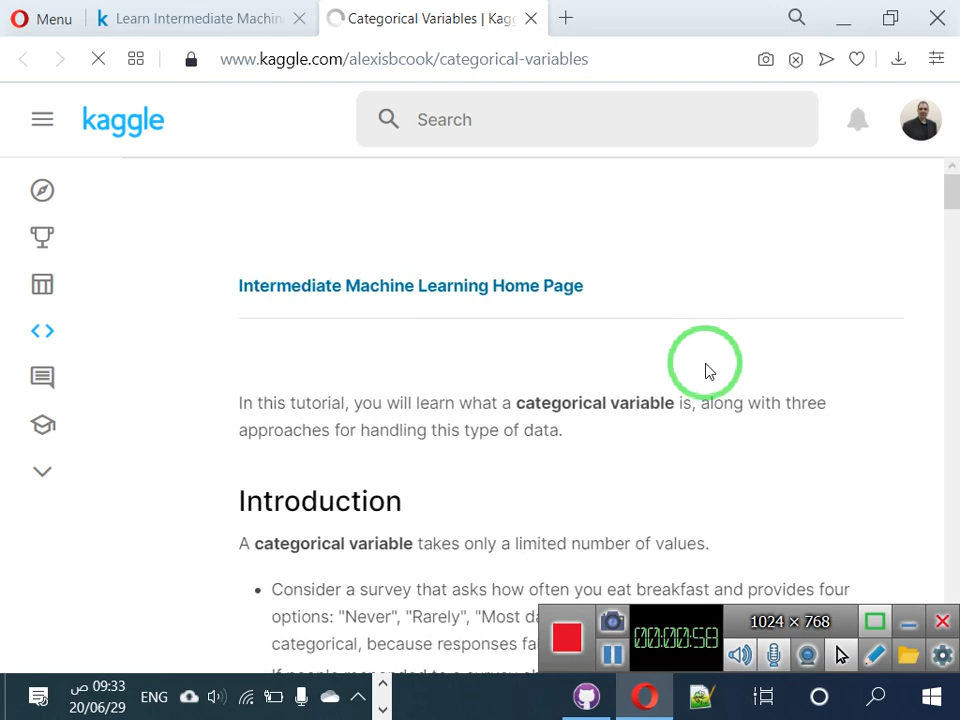 Menu
Learn Intermediate Machin
Categorical Variables | Kagg
www.kaggle.com/alexisbcook/categorical-variables
kaggle
Search
Intermediate Machine Learning Home Page
In this tutorial, you will learn what a categorical variable is, along with three
approaches for handling this type of data.
Introduction
A categorical variable takes only a limited number of values.
• Consider a survey that asks how often you eat breakfast and provides four
options: "Never", "Rarely", "Most da
categorical, because responses fa
00:00:58
1024 × 768
09:33 ص
20/06/29
ENG